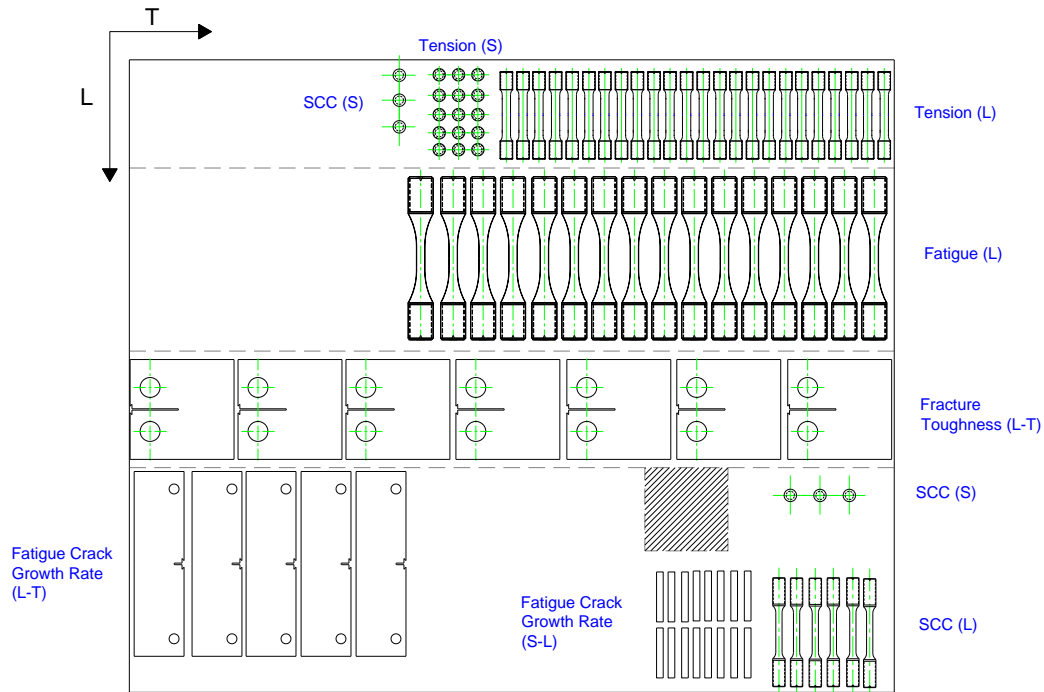 T
L
Tension (S)
SCC (S)
Tension (L)
Fatigue (L)
Fracture
Toughness (L-T)
SCC (S)
Fatigue Crack
Growth Rate
(L-T)
Fatigue Crack
Growth Rate
(S-L)
SCC (L)